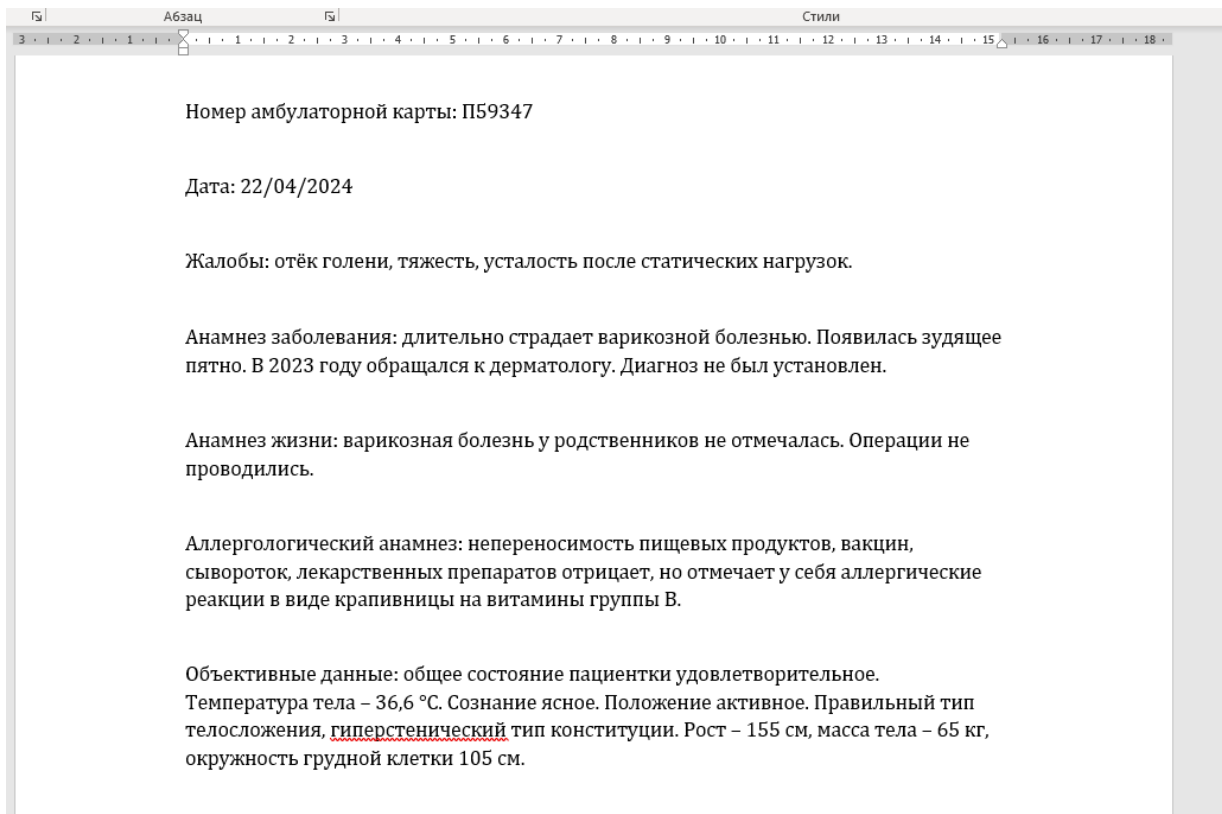 Абзац
Стили
3 2 1 1 2 3 4 5 6 7 8 9 10 11 12 13 14 15 16 17 18
Номер амбулаторной карты: П59347
Дата: 22/04/2024
Жалобы: отёк голени, тяжесть, усталость после статических нагрузок.
Анамнез заболевания: длительно страдает варикозной болезнью. Появилась зудящее
пятно. В 2023 году обращался к дерматологу. Диагноз не был установлен.
Анамнез жизни: варикозная болезнь у родственников не отмечалась. Операции не
проводились.
Аллергологический анамнез: непереносимость пищевых продуктов, вакцин,
сывороток, лекарственных препаратов отрицает, но отмечает у себя аллергические
реакции в виде крапивницы на витамины группы В.
Объективные данные: общее состояние пациентки удовлетворительное.
Температура тела – 36,6 °С. Сознание ясное. Положение активное. Правильный тип
телосложения, гиперстенический тип конституции. Рост – 155 см, масса тела – 65 кг,
окружность грудной клетки 105 см.